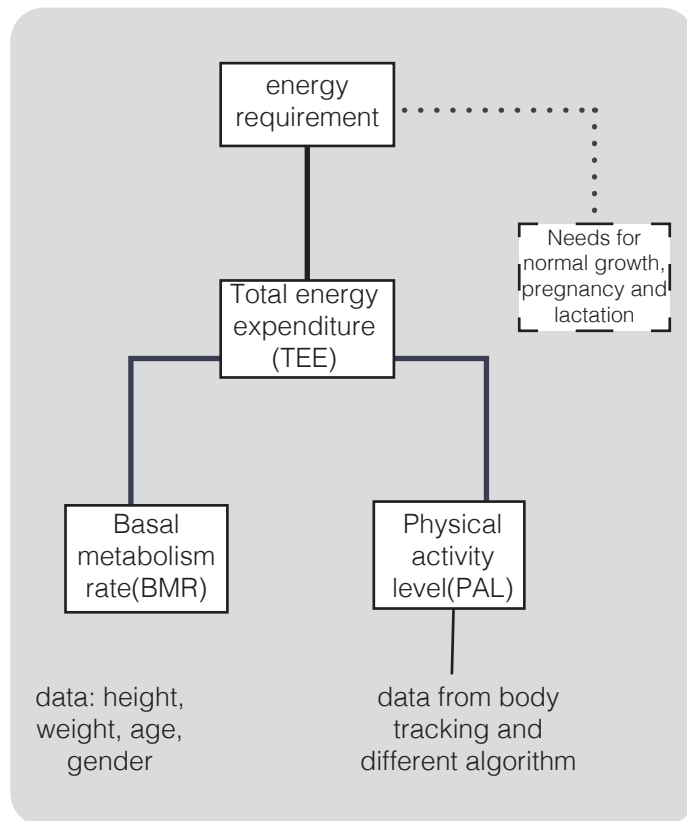 energy
requirement
Needs for
normal growth,
pregnancy and
lactation
Total energy
expenditure
(TEE)
Basal
metabolism
rate(BMR)
Physical
activity
level(PAL)
data: height,
weight, age,
gender
data from body
tracking and
different algorithm